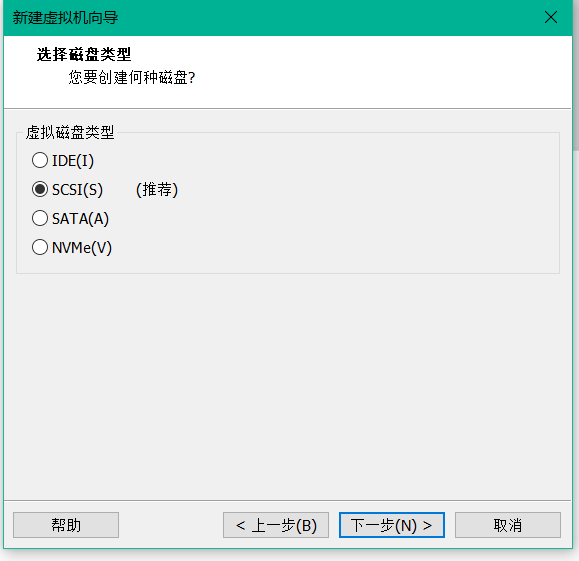 新建虚拟机向导
选择磁盘类型
您要创建何种磁盘?
虚拟磁盘类型
IDE(I)
SCSI(S) (推荐)
SATA(A)
NVMe(V)
帮助 < 上一步(B) 下一步(N) > 取消